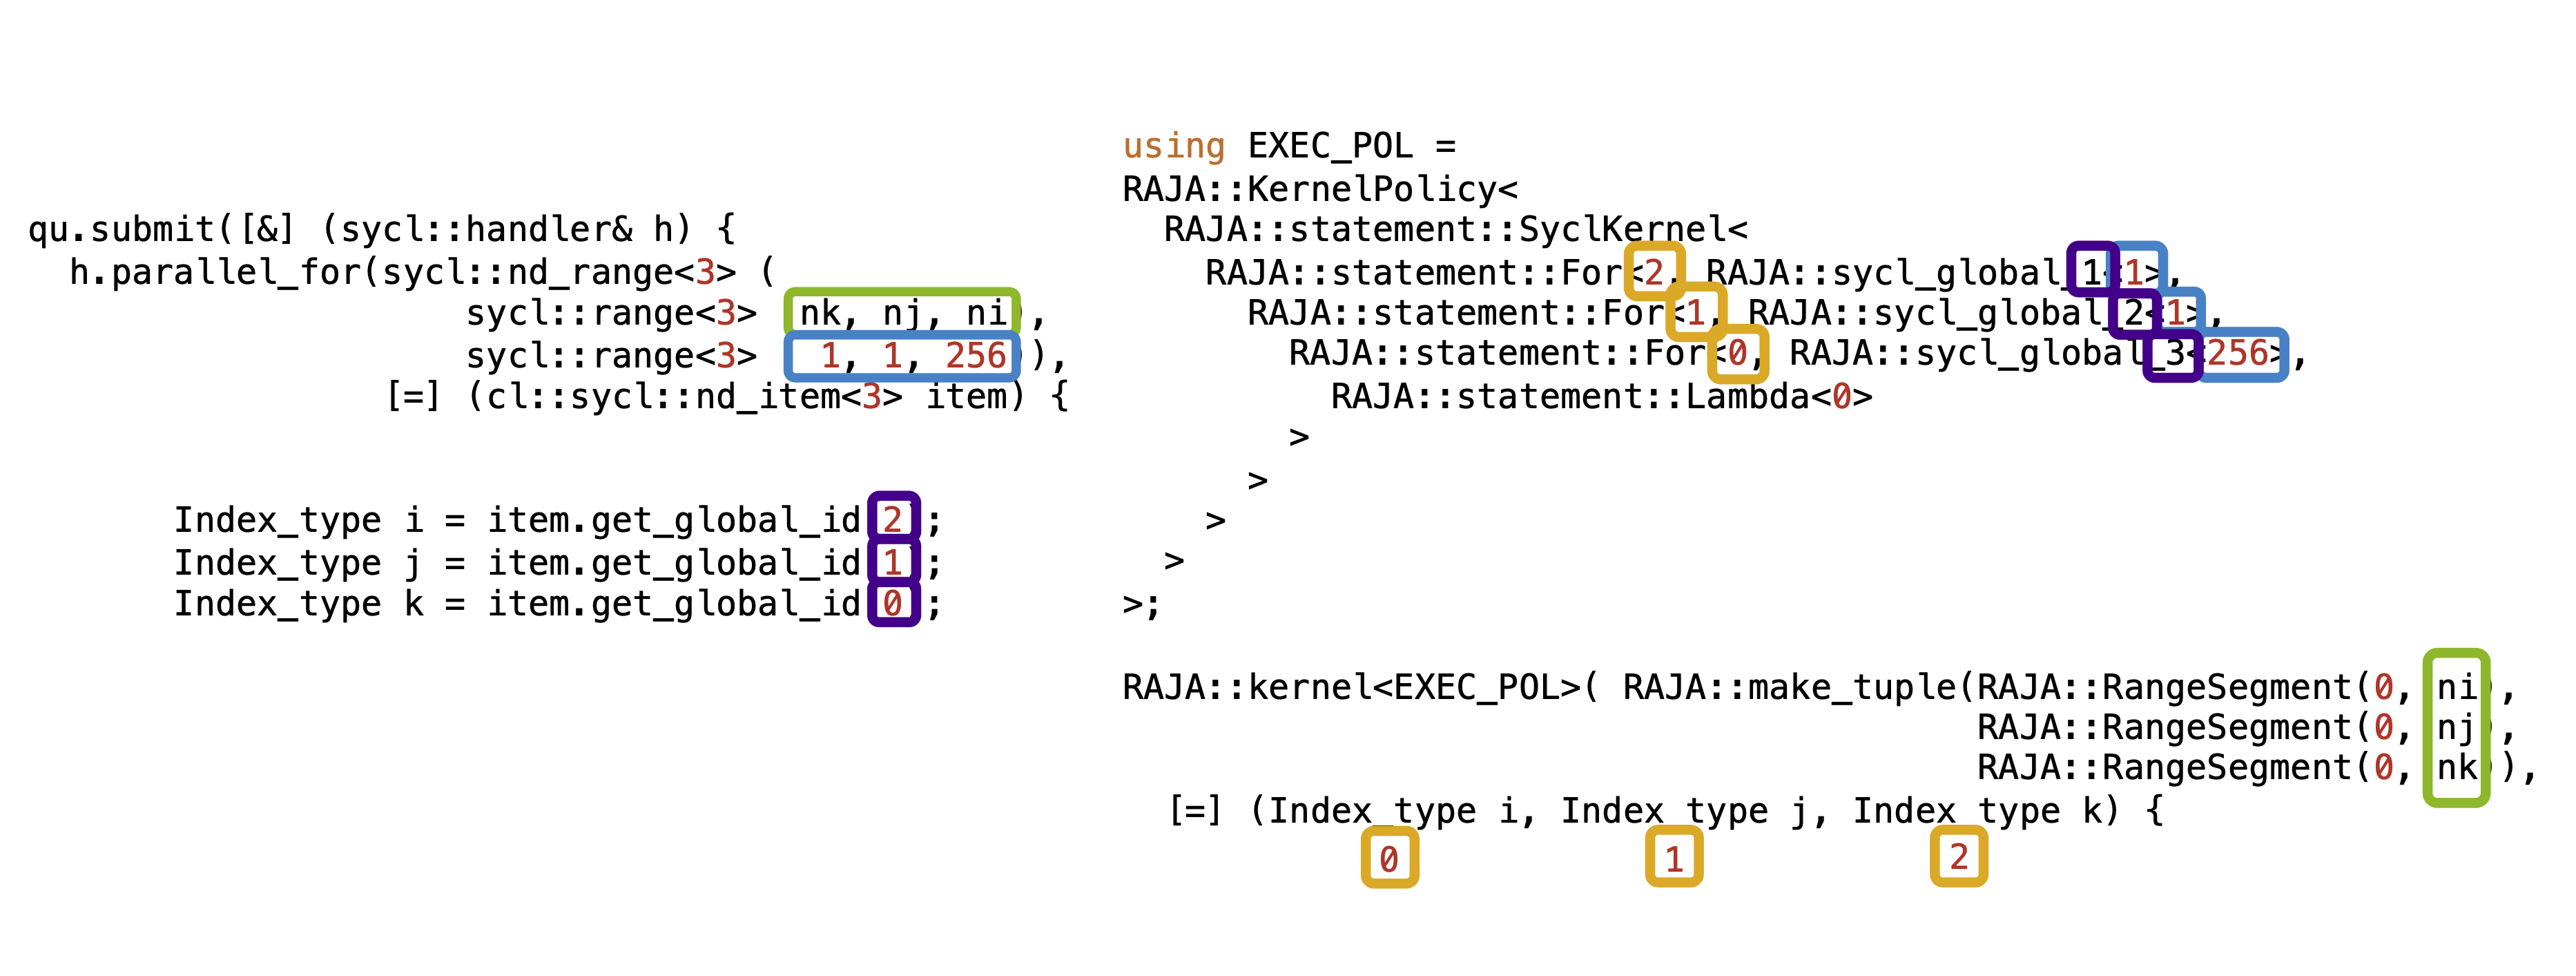 qu.submit([&] (sycl::handler& h) {
  h.parallel_for(sycl::nd_range<3> (
                     sycl::range<3>  nk, nj, ni),
                     sycl::range<3>   1, 1, 256)),
                 [=] (cl::sycl::nd_item<3> item) {
       Index_type i = item.get_global_id 2);
       Index_type j = item.get_global_id 1);
       Index_type k = item.get_global_id 0);
using EXEC_POL =
RAJA::KernelPolicy<
  RAJA::statement::SyclKernel<
    RAJA::statement::For<2, RAJA::sycl_global_1<1>,
      RAJA::statement::For<1, RAJA::sycl_global_2<1>,
        RAJA::statement::For<0, RAJA::sycl_global_3<256>,
          RAJA::statement::Lambda<0>
        >
      >
    >
  >
>;
RAJA::kernel<EXEC_POL>( RAJA::make_tuple(RAJA::RangeSegment(0, ni),
                                         RAJA::RangeSegment(0, nj),
                                         RAJA::RangeSegment(0, nk)),
  [=] (Index_type i, Index_type j, Index_type k) {
0 1 2